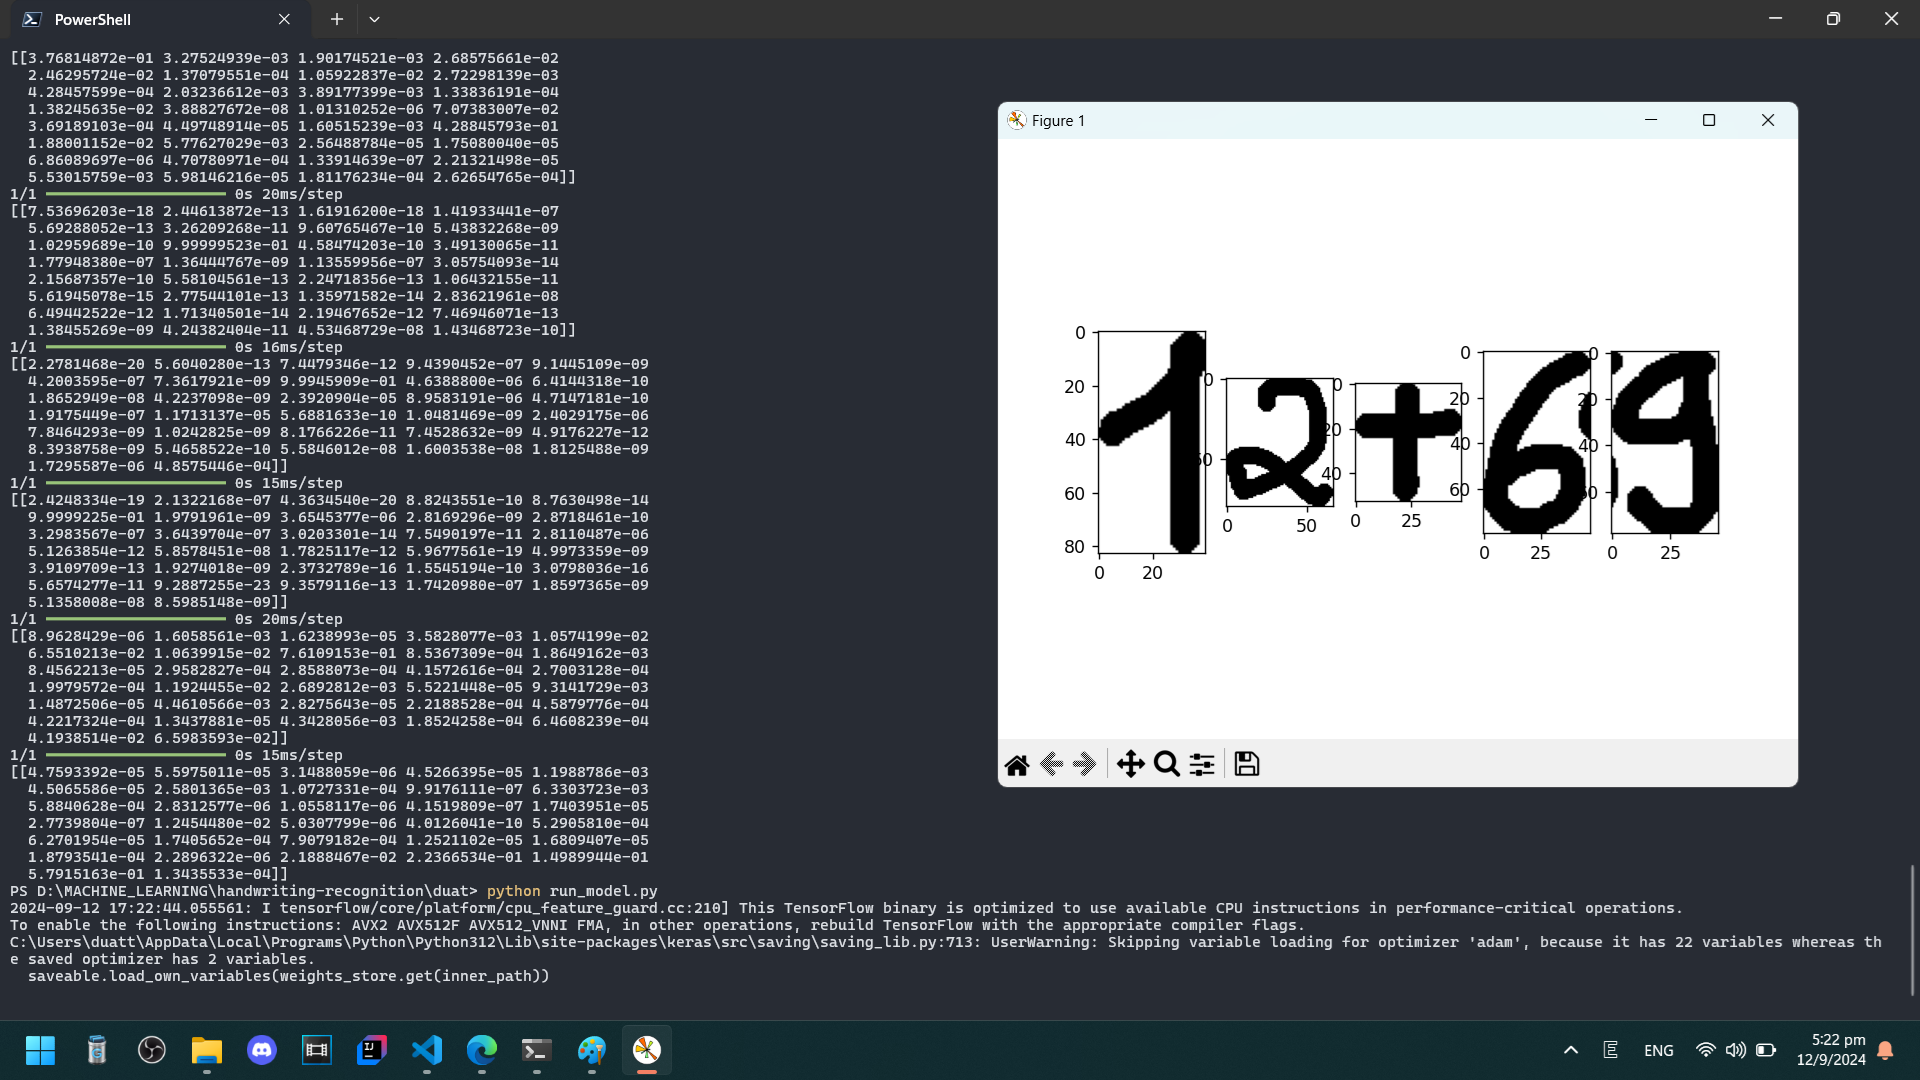 PowerShell
[[3.76814872e-01 3.27524939e-03 1.90174521e-03 2.68575661e-02
2.46295724e-02 1.37079551e-04 1.05922837e-02 2.72298139e-03
4.28457599e-04 2.03236612e-03 3.89177399e-03 1.33836191e-04
1.38245635e-02 3.88827672e-08 1.01310252e-06 7.07383007e-02
3.69189103e-04 4.49748914e-05 1.60515239e-03 4.28845793e-01
1.88001152e-02 5.77627029e-03 2.56488784e-05 1.75080040e-05
6.86089697e-06 4.70780971e-04 1.33914639e-07 2.21321498e-05
5.53015759e-03 5.98146216e-05 1.81176234e-04 2.62654765e-04]]
1/1 0s 20ms/step
[[7.53696203e-18 2.44613872e-13 1.61916200e-18 1.41933441e-07
5.69288052e-13 3.26209268e-11 9.60765467e-10 5.43832268e-09
1.02959689e-10 9.99999523e-01 4.58474203e-10 3.49130065e-11
1.77948380e-07 1.36444767e-09 1.13559956e-07 3.05754093e-14
2.15687357e-10 5.58104561e-13 2.24718356e-13 1.06432155e-11
5.61945078e-15 2.77544101e-13 1.35971582e-14 2.83621961e-08
6.49442522e-12 1.71340501e-14 2.19467652e-12 7.46946071e-13
1.38455269e-09 4.24382404e-11 4.53468729e-08 1.43468723e-10]]
1/1 0s 16ms/step
[[2.2781468e-20 5.6040280e-13 7.4479346e-12 9.4390452e-07 9.1445109e-09
4.2003595e-07 7.3617921e-09 9.9945909e-01 4.6388800e-06 6.4144318e-10
1.8652949e-08 4.2237098e-09 2.3920904e-05 8.9583191e-06 4.7147181e-10
1.9175449e-07 1.1713137e-05 5.6881633e-10 1.0481469e-09 2.4029175e-06
7.8464293e-09 1.0242825e-09 8.1766226e-11 7.4528632e-09 4.9176227e-12
8.3938758e-09 5.4658522e-10 5.5846012e-08 1.6003538e-08 1.8125488e-09
1.7295587e-06 4.8575446e-04]]
1/1 0s 15ms/step
[[2.4248334e-19 2.1322168e-07 4.3634540e-20 8.8243551e-10 8.7630498e-14
9.9999225e-01 1.9791961e-09 3.6545377e-06 2.8169296e-09 2.8718461e-10
3.2983567e-07 3.6439704e-07 3.0203301e-14 7.5490197e-11 2.8110487e-06
5.1263854e-12 5.8578451e-08 1.7825117e-12 5.9677561e-19 4.9973359e-09
3.9109709e-13 1.9274018e-09 2.3732789e-16 1.5545194e-10 3.0798036e-16
5.6574277e-11 9.2887255e-23 9.3579116e-13 1.7420980e-07 1.8597365e-09
5.1358008e-08 8.5985148e-09]]
1/1 0s 20ms/step
[[8.9628429e-06 1.6058561e-03 1.6238993e-05 3.5828077e-03 1.0574199e-02
6.5510213e-02 1.0639915e-02 7.6109153e-01 8.5367309e-04 1.8649162e-03
8.4562213e-05 2.9582827e-04 2.8588073e-04 4.1572616e-04 2.7003128e-04
1.9979572e-04 1.1924455e-02 2.6892812e-03 5.5221448e-05 9.3141729e-03
1.4872506e-05 4.4610566e-03 2.8275643e-05 2.2188528e-04 4.5879776e-04
4.2217324e-04 1.3437881e-05 4.3428056e-03 1.8524258e-04 6.4608239e-04
4.1938514e-02 6.5983593e-02]]
1/1 0s 15ms/step
[[4.7593392e-05 5.5975011e-05 3.1488059e-06 4.5266395e-05 1.1988786e-03
4.5065586e-05 2.5801365e-03 1.0727331e-04 9.9176111e-07 6.3303723e-03
5.8840628e-04 2.8312577e-06 1.0558117e-06 4.1519809e-07 1.7403951e-05
2.7739804e-07 1.2454480e-02 5.0307799e-06 4.0126041e-10 5.2905810e-04
6.2701954e-05 1.7405652e-04 7.9079182e-04 1.2521102e-05 1.6809407e-05
1.8793541e-04 2.2896322e-06 2.1888467e-02 2.2366534e-01 1.4989944e-01
5.7915163e-01 1.3435533e-04]]
PS D:\MACHINE_LEARNING\handwriting-recognition\duat> python run_model.py
2024-09-12 17:22:44.055561: I tensorflow/core/platform/cpu_feature_guard.cc:210] This TensorFlow binary is optimized to use available CPU instructions in performance-critical operations.
To enable the following instructions: AVX2 AVX512F AVX512_VNNI FMA, in other operations, rebuild TensorFlow with the appropriate compiler flags.
C:\Users\duatt\AppData\Local\Programs\Python\Python312\Lib\site-packages\keras\src\saving\saving_lib.py:713: UserWarning: Skipping variable loading for optimizer 'adam', because it has 22 variables whereas th
e saved optimizer has 2 variables.
saveable.load_own_variables(weights_store.get(inner_path))
Figure 1
1 2 + 6 9
0 20 40 60 80
0 20
0 50
0 50
0 20 40
0 25
0 20 40 60
0 25
0 20 40 60
0 25
ENG
5:22 pm
12/9/2024